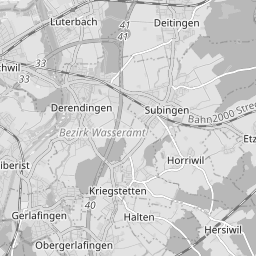 Luterbach
41
41
Deitingen
hwil
33
33
Derendingen
Subingen
Bahn2000 Stre
Bezirk Wasseramt
Etz
iberist
Horriwil
Kriegstetten
40
Gerlafingen
Halten
Hersiwil
Obergerlafingen